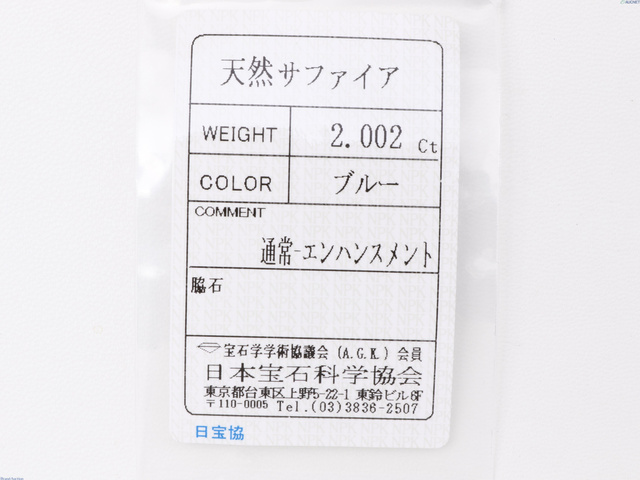 天然サファイア
WEIGHT 2.002 Ct
COLOR ブルー
COMMENT
通常-エンハンスメント
脇石
宝石学学術協議会(A.G.K.)会員
日本宝石科学協会
東京都台東区上野5-22-1 東鈴ビル6F
〒110-0005 Tel.(03)3836-2507
日宝協